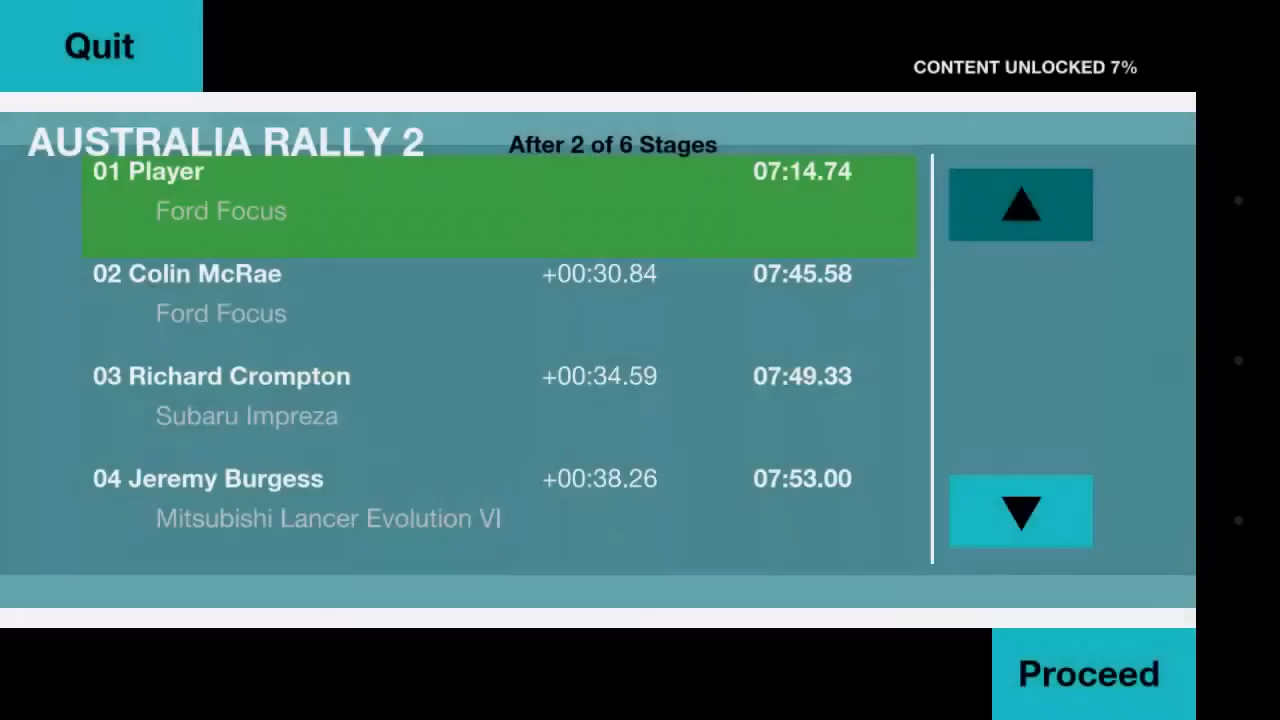 Quit
CONTENT UNLOCKED 7%
AUSTRALIA RALLY 2 After 2 of 6 Stages
01 Player 07:14.74
Ford Focus
02 Colin McRae +00:30.84 07:45.58
Ford Focus
03 Richard Crompton +00:34.59 07:49.33
Subaru Impreza
04 Jeremy Burgess +00:38.26 07:53.00
Mitsubishi Lancer Evolution VI
Proceed